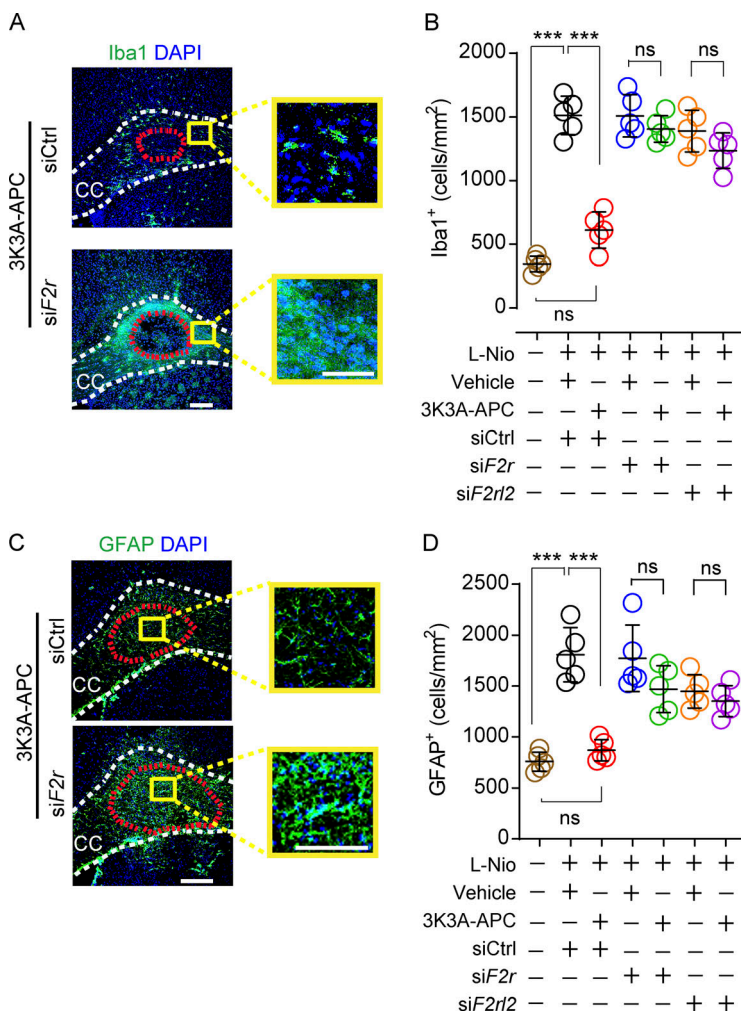 A
Iba1 DAPI
3K3A-APC
siCtrl
CC
siF2r
CC
B
*** *** ns ns
2000
1500
1000
500
0
Iba1+ (cells/mm2)
ns
L-Nio – + + + + + +
Vehicle – + – + – + –
3K3A-APC – – + – + – +
siCtrl – + + – – – –
siF2r – – – + + – –
siF2rl2 – – – – – + +
C
GFAP DAPI
3K3A-APC
siCtrl
CC
siF2r
CC
D
*** *** ns ns
2500
2000
1500
1000
500
0
GFAP+ (cells/mm2)
ns
L-Nio – + + + + + +
Vehicle – + – + – + –
3K3A-APC – – + – + – +
siCtrl – + + – – – –
siF2r – – – + + – –
siF2rl2 – – – – – + +